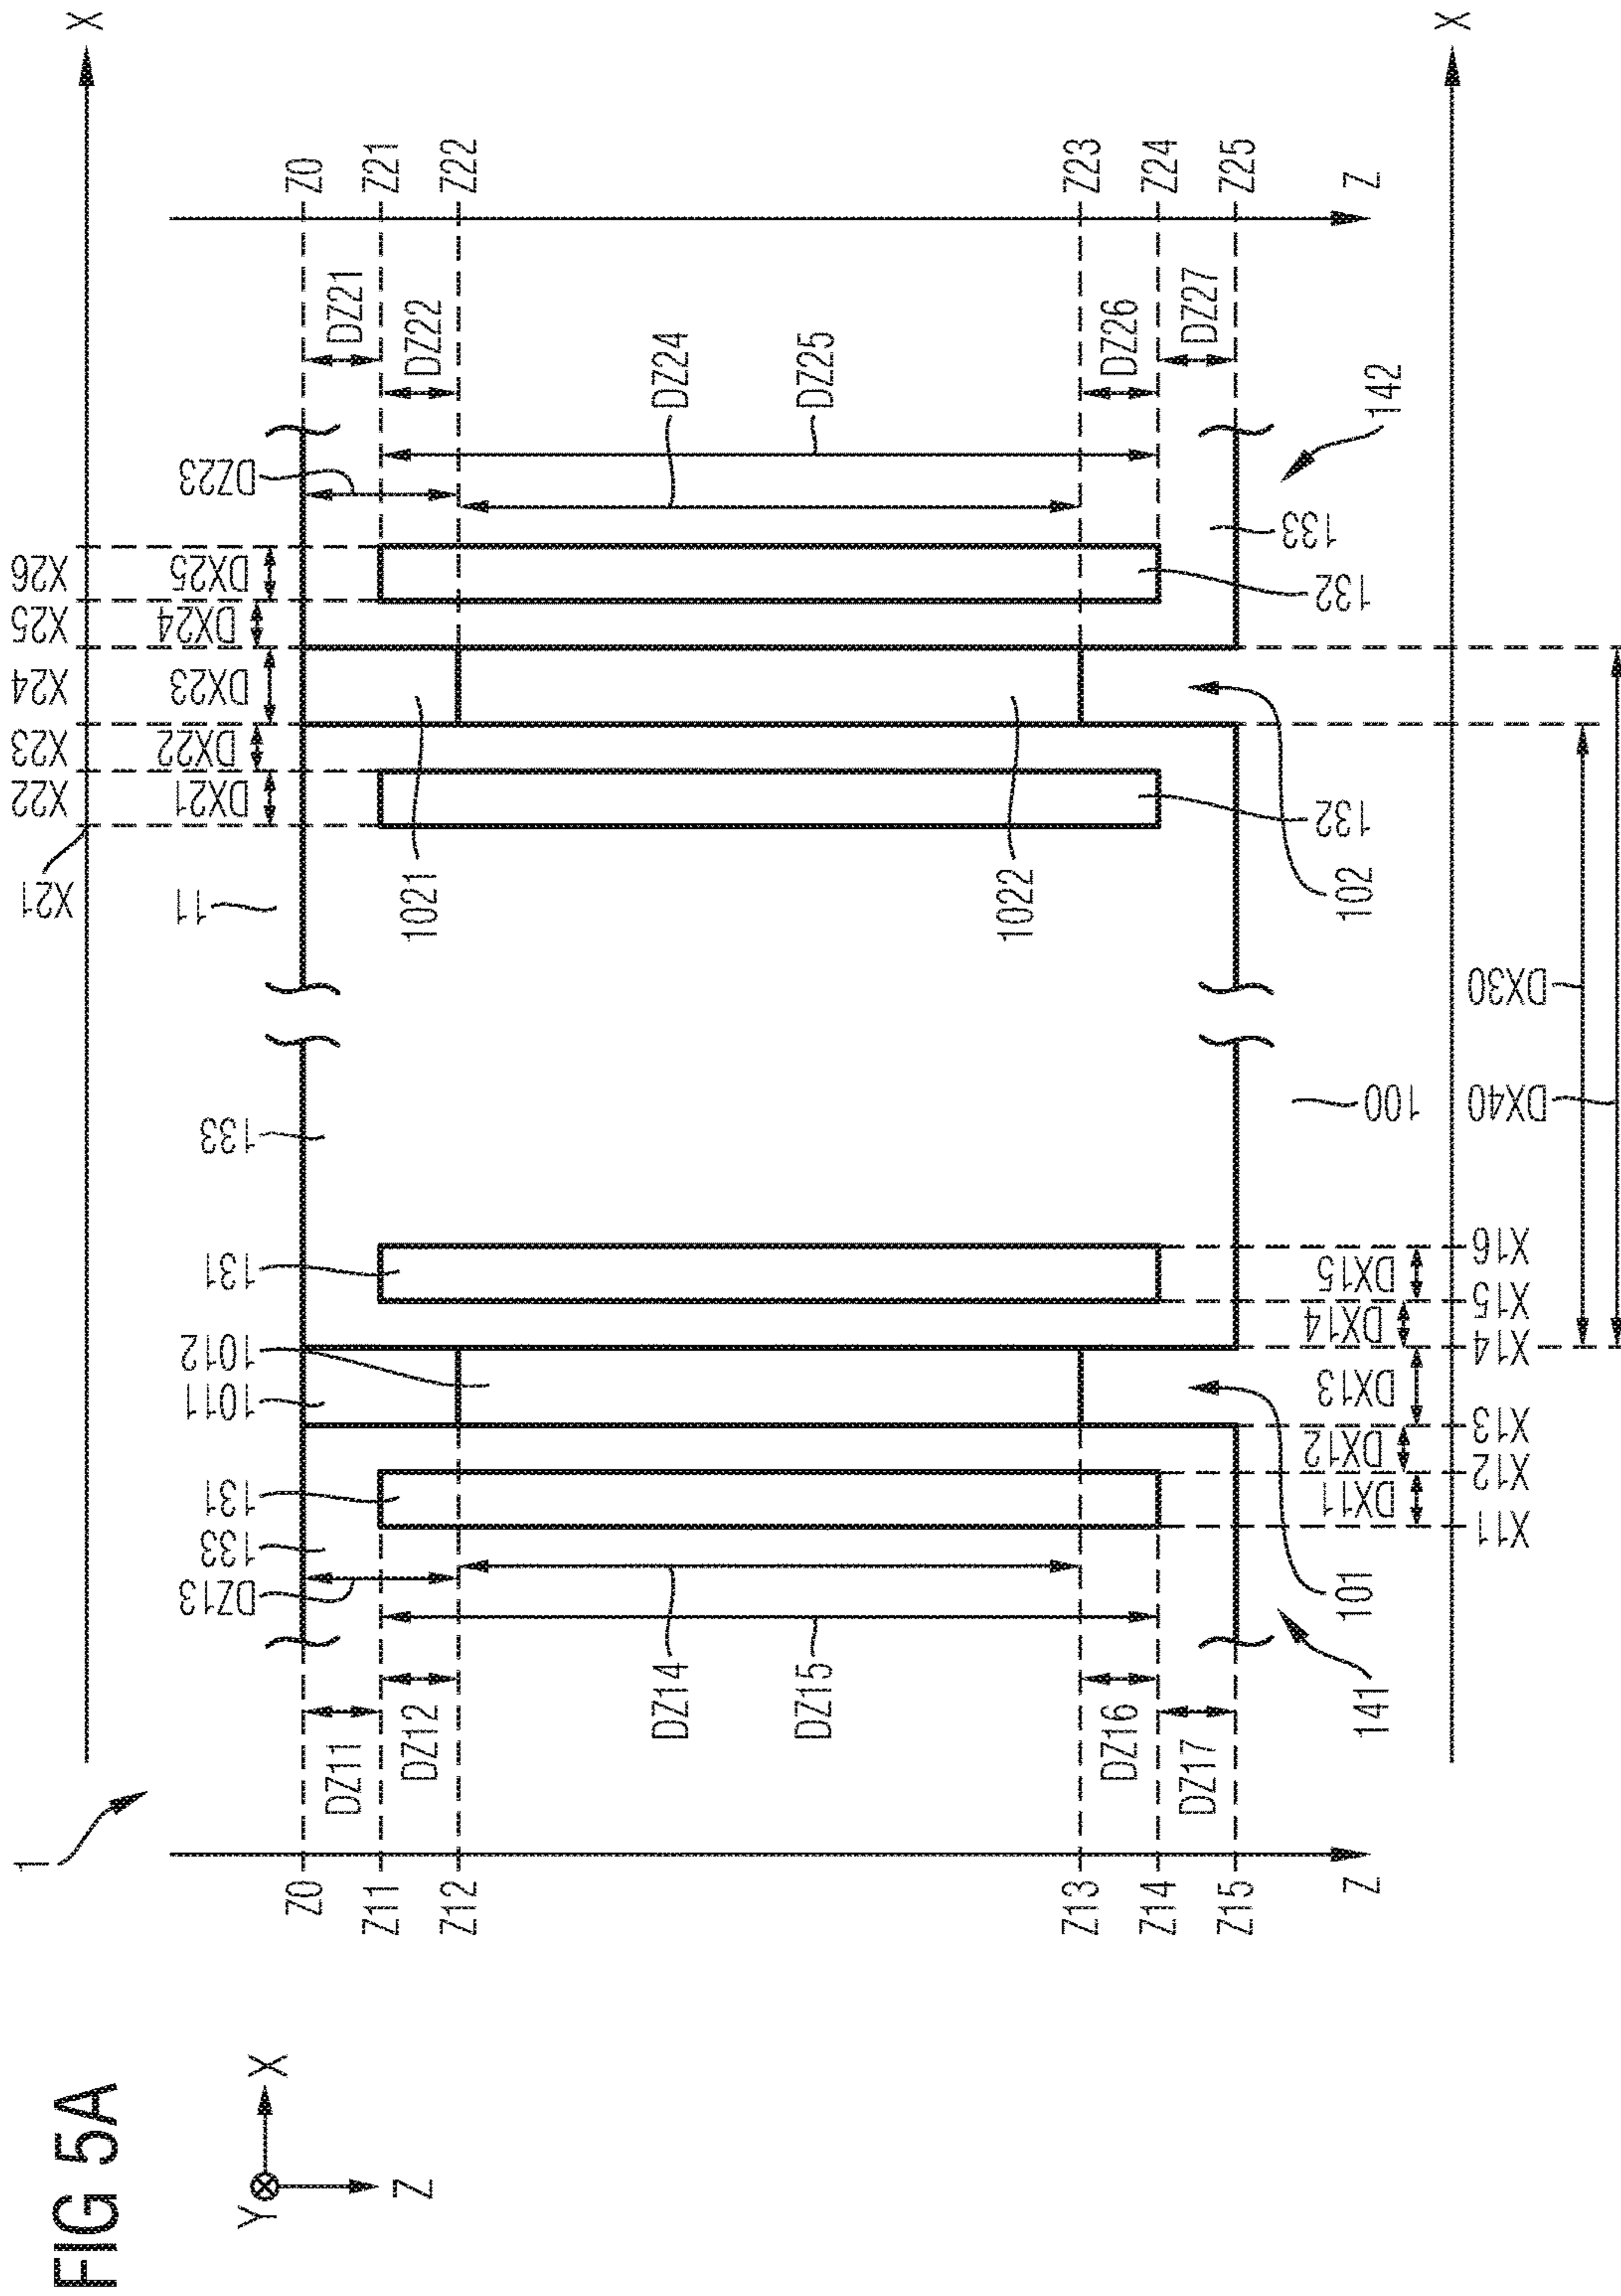 FIG 5A
Y
X
Z
1
X
X21
X22
X23
X24
X25
X26
DX21
DX22
DX23
DX24
DX25
11
133
131
1012
1011
131
133
DZ13
DZ23
Z0
Z11
Z12
Z13
Z14
Z15
Z
DZ11
DZ12
DZ14
DZ15
DZ16
DZ17
Z0
Z21
Z22
Z23
Z24
Z25
Z
DZ21
DZ22
DZ24
DZ25
DZ26
DZ27
1021
1022
132
132
133
142
102
101
141
100
DX11
DX12
DX13
DX14
DX15
X11
X12
X13
X14
X15
X16
X
DX30
DX40